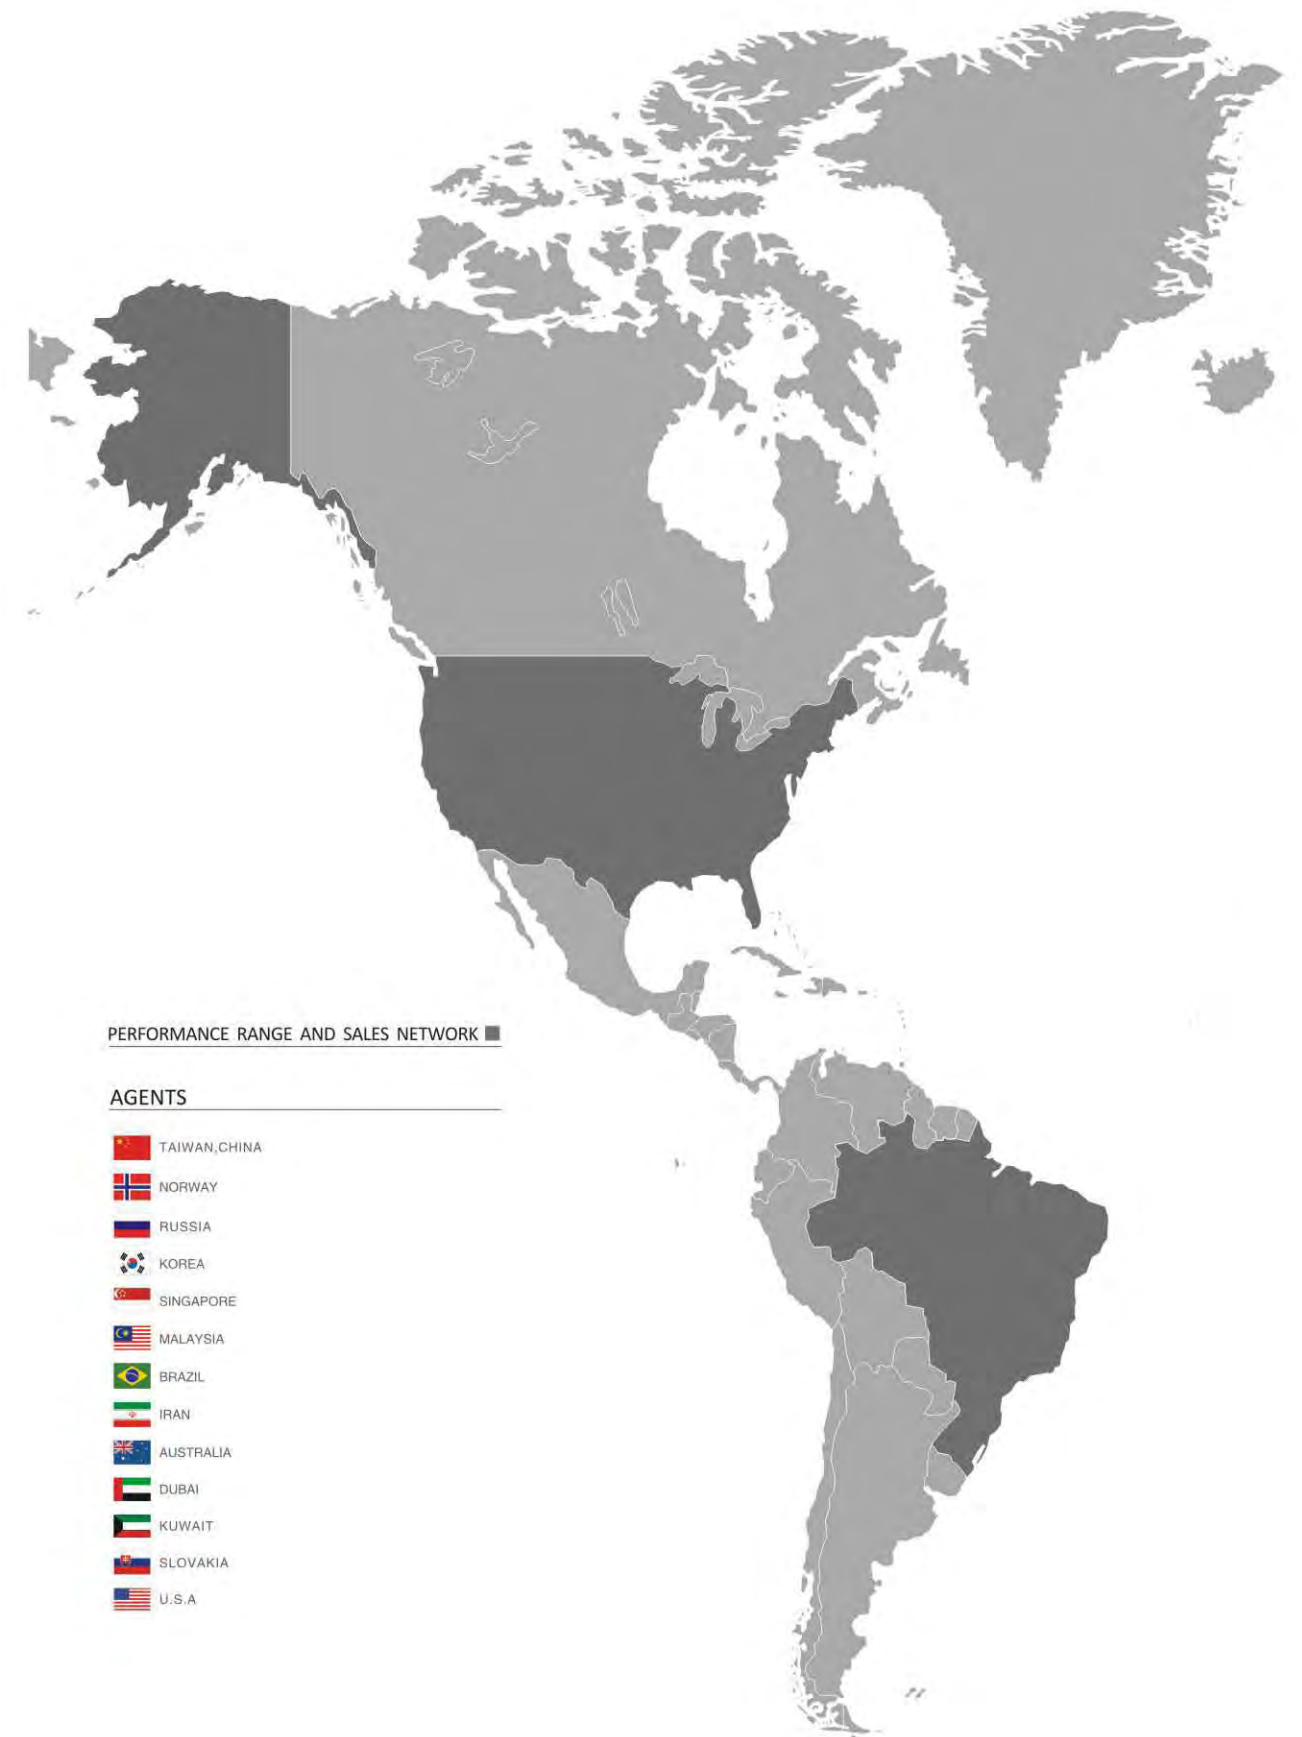 PERFORMANCE RANGE AND SALES NETWORK
AGENTS
TAIWAN,CHINA
NORWAY
RUSSIA
KOREA
SINGAPORE
MALAYSIA
BRAZIL
IRAN
AUSTRALIA
DUBAI
KUWAIT
SLOVAKIA
U.S.A